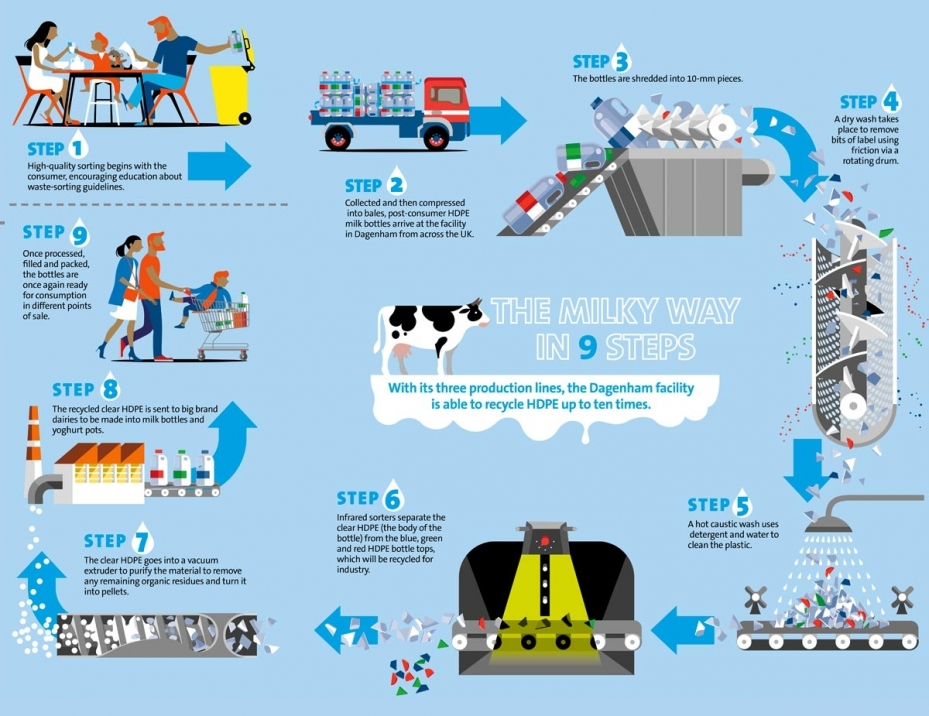 STEP 1
High-quality sorting begins with the
consumer, encouraging education about
waste-sorting guidelines.
STEP 2
Collected and then compressed
into bales, post-consumer HDPE
milk bottles arrive at the facility
in Dagenham from across the UK.
STEP 3
The bottles are shredded into 10-mm pieces.
STEP 4
A dry wash takes
place to remove
bits of label using
friction via a
rotating drum.
THE MILKY WAY
IN 9 STEPS
With its three production lines, the Dagenham facility
is able to recycle HDPE up to ten times.
STEP 5
A hot caustic wash uses
detergent and water to
clean the plastic.
STEP 6
Infrared sorters separate the
clear HDPE (the body of the
bottle) from the blue, green
and red HDPE bottle tops,
which will be recycled for
industry.
STEP 7
The clear HDPE goes into a vacuum
extruder to purify the material to remove
any remaining organic residues and turn it
into pellets.
STEP 8
The recycled clear HDPE is sent to big brand
dairies to be made into milk bottles and
yoghurt pots.
STEP 9
Once processed,
filled and packed,
the bottles are
once again ready
for consumption
in different points
of sale.